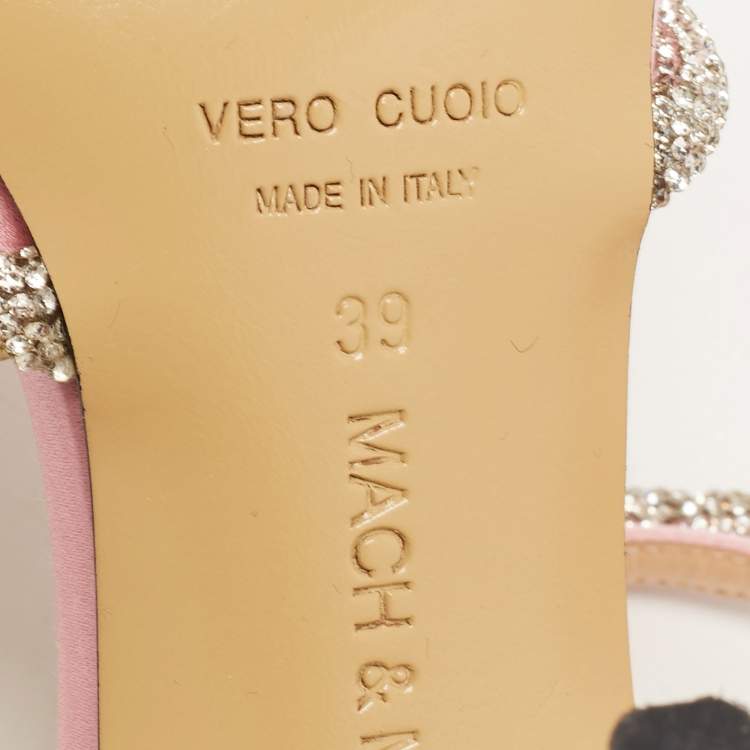 VERO CUOIO
MADE IN ITALY
39
MACH &